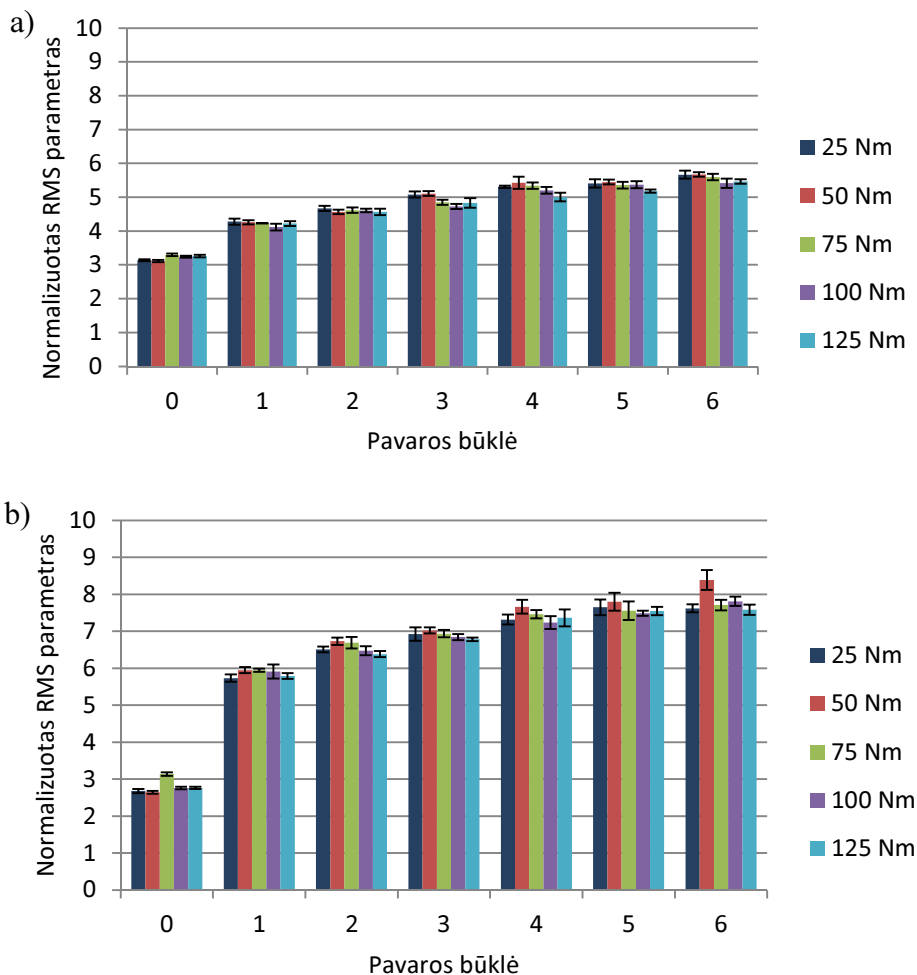 a)
Normalizuotas RMS parametras
10
9
8
7
6
5
4
3
2
1
0
0 1 2 3 4 5 6
Pavaros būklė
25 Nm
50 Nm
75 Nm
100 Nm
125 Nm
b)
Normalizuotas RMS parametras
10
9
8
7
6
5
4
3
2
1
0
0 1 2 3 4 5 6
Pavaros būklė
25 Nm
50 Nm
75 Nm
100 Nm
125 Nm